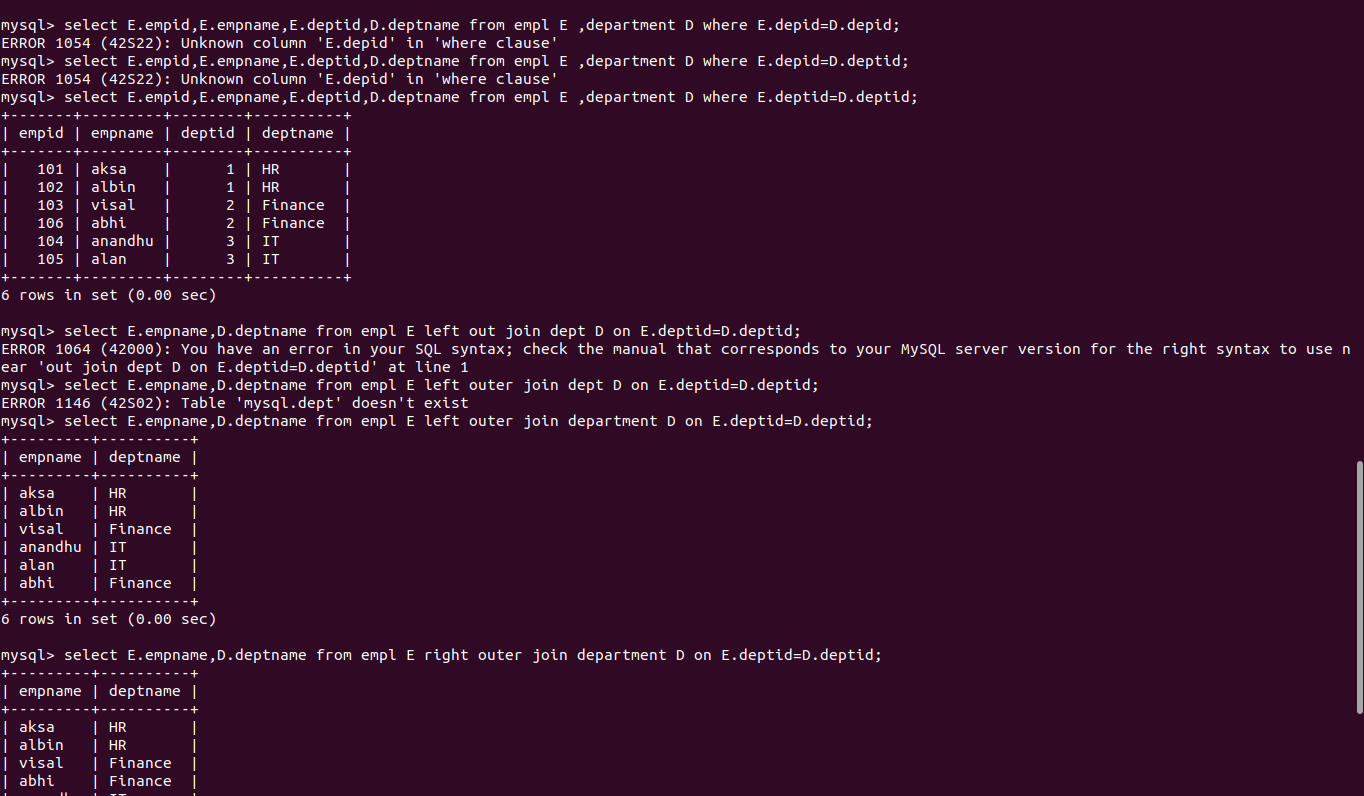 mysql> select E.empid,E.empname,E.deptid,D.deptname from empl E ,department D where E.depid=D.depid;
ERROR 1054 (42S22): Unknown column 'E.depid' in 'where clause'
mysql> select E.empid,E.empname,E.deptid,D.deptname from empl E ,department D where E.depid=D.deptid;
ERROR 1054 (42S22): Unknown column 'E.depid' in 'where clause'
mysql> select E.empid,E.empname,E.deptid,D.deptname from empl E ,department D where E.deptid=D.deptid;
+-------+---------+--------+----------+
| empid | empname | deptid | deptname |
+-------+---------+--------+----------+
|   101 | aksa    |      1 | HR       |
|   102 | albin   |      1 | HR       |
|   103 | visal   |      2 | Finance  |
|   106 | abhi    |      2 | Finance  |
|   104 | anandhu |      3 | IT       |
|   105 | alan    |      3 | IT       |
+-------+---------+--------+----------+
6 rows in set (0.00 sec)
mysql> select E.empname,D.deptname from empl E left out join dept D on E.deptid=D.deptid;
ERROR 1064 (42000): You have an error in your SQL syntax; check the manual that corresponds to your MySQL server version for the right syntax to use n
ear 'out join dept D on E.deptid=D.deptid' at line 1
mysql> select E.empname,D.deptname from empl E left outer join dept D on E.deptid=D.deptid;
ERROR 1146 (42S02): Table 'mysql.dept' doesn't exist
mysql> select E.empname,D.deptname from empl E left outer join department D on E.deptid=D.deptid;
+---------+----------+
| empname | deptname |
+---------+----------+
| aksa    | HR       |
| albin   | HR       |
| visal   | Finance  |
| anandhu | IT       |
| alan    | IT       |
| abhi    | Finance  |
+---------+----------+
6 rows in set (0.00 sec)
mysql> select E.empname,D.deptname from empl E right outer join department D on E.deptid=D.deptid;
+---------+----------+
| empname | deptname |
+---------+----------+
| aksa    | HR       |
| albin   | HR       |
| visal   | Finance  |
| abhi    | Finance  |